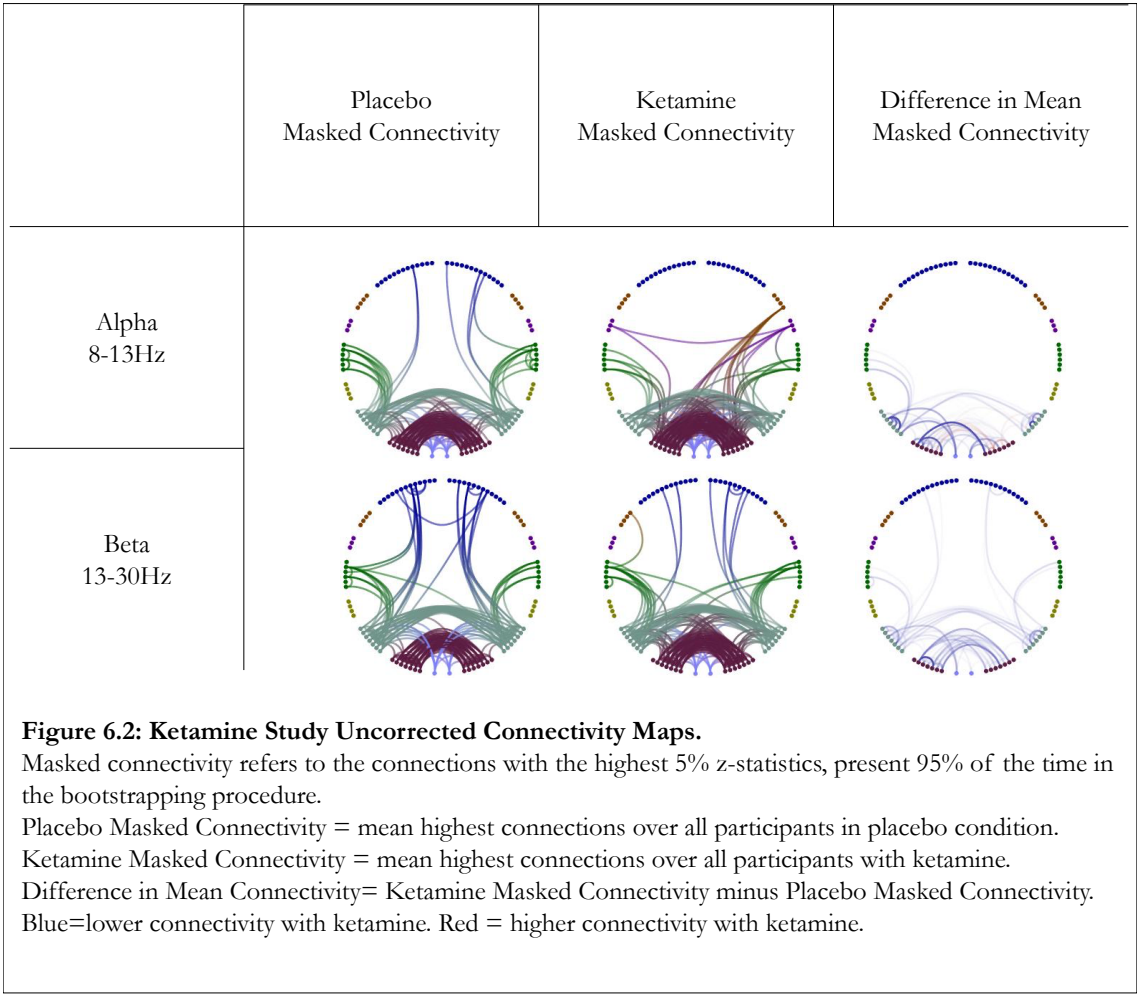 Placebo
Masked Connectivity
Ketamine
Masked Connectivity
Difference in Mean
Masked Connectivity
Alpha
8-13Hz
Beta
13-30Hz
Figure 6.2: Ketamine Study Uncorrected Connectivity Maps.
Masked connectivity refers to the connections with the highest 5% z-statistics, present 95% of the time in
the bootstrapping procedure.
Placebo Masked Connectivity = mean highest connections over all participants in placebo condition.
Ketamine Masked Connectivity = mean highest connections over all participants with ketamine.
Difference in Mean Connectivity= Ketamine Masked Connectivity minus Placebo Masked Connectivity.
Blue=lower connectivity with ketamine. Red = higher connectivity with ketamine.